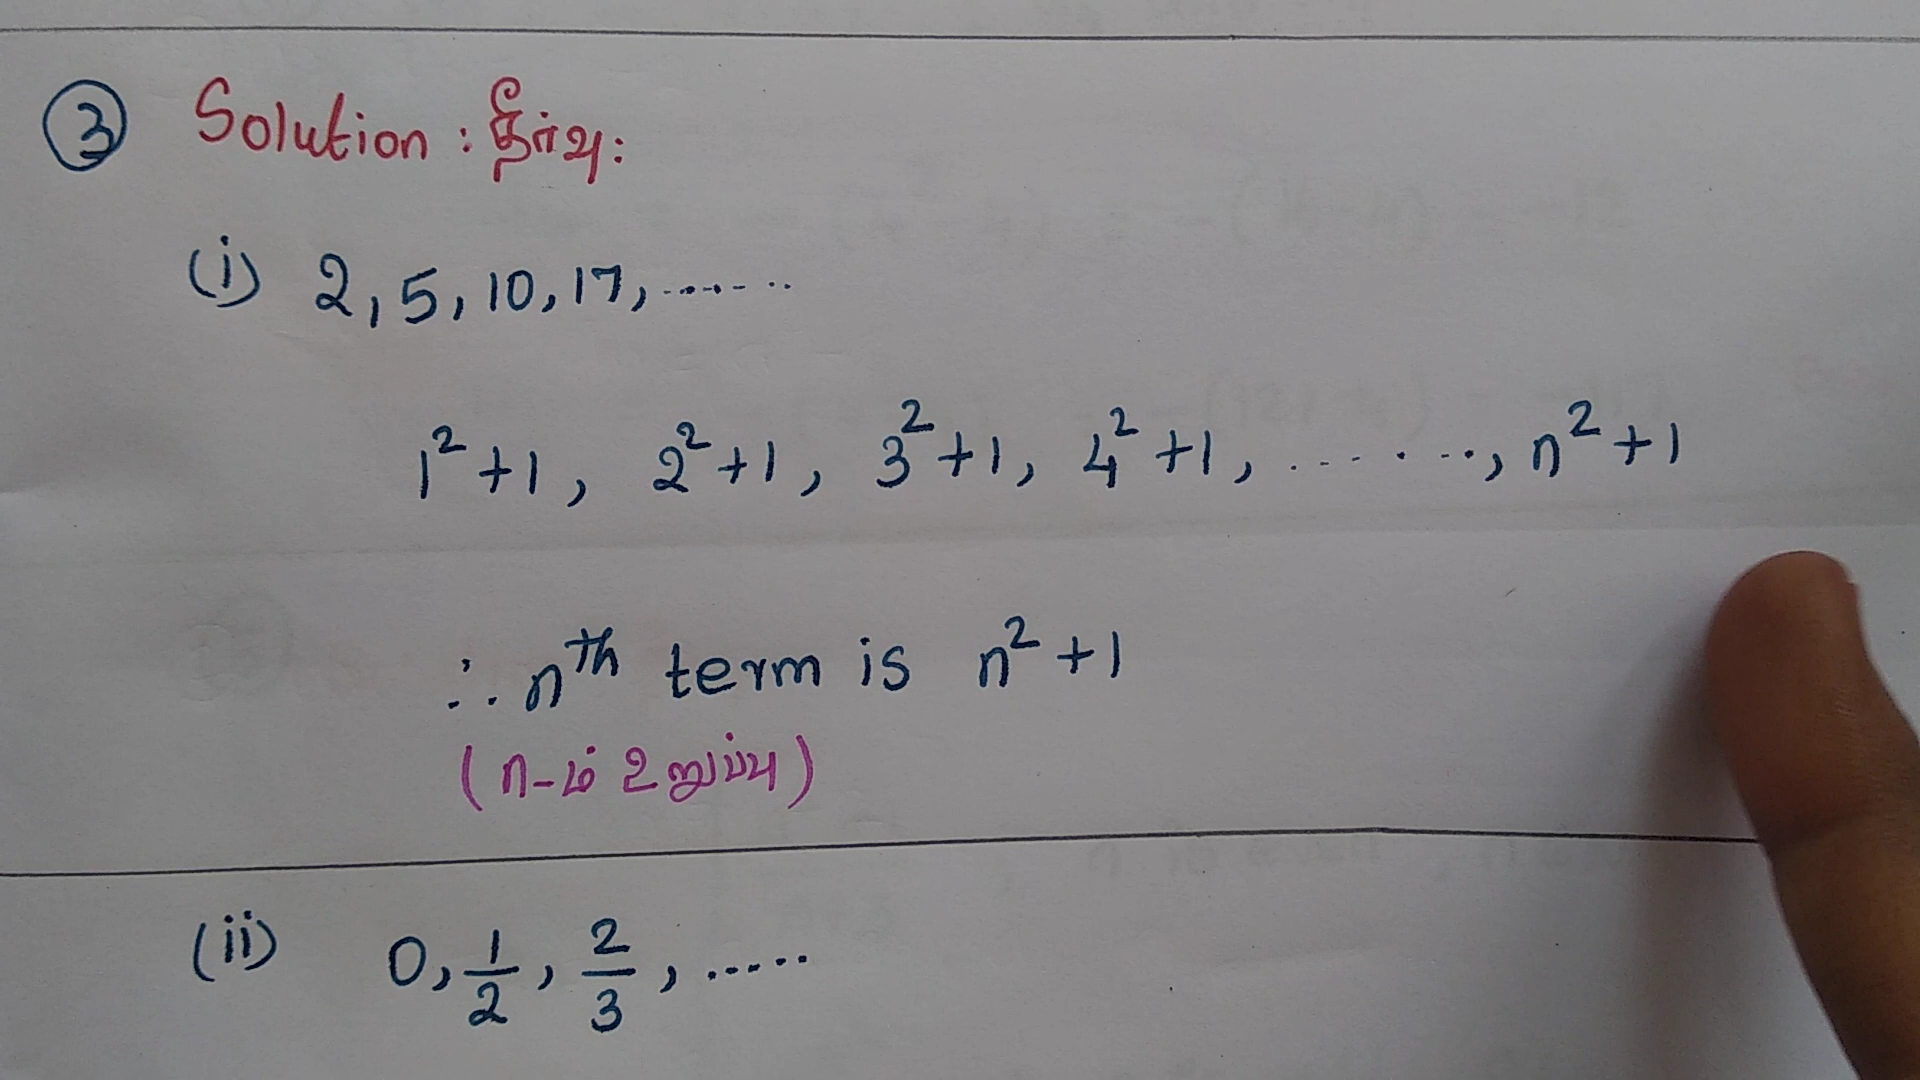 ③ Solution : தீர்வு:
(i) 2, 5, 10, 17, .......
1²+1, 2²+1, 3²+1, 4²+1, ......., n²+1
∴ nᵗʰ term is n²+1
(n-ம் உறுப்பு)
(ii) 0, 1/2, 2/3, .....